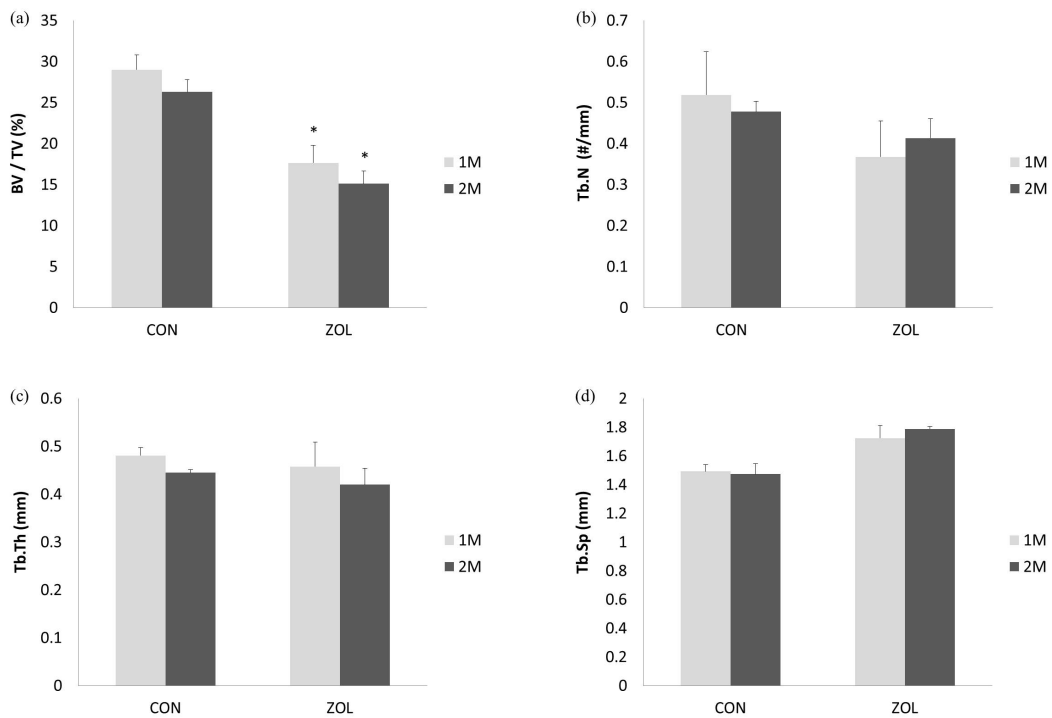 (a)
35
30
25
20
15
10
5
0
BV / TV (%)
*
*
CON
ZOL
1M
2M
(b)
0.7
0.6
0.5
0.4
0.3
0.2
0.1
0
Tb.N (#/mm)
CON
ZOL
1M
2M
(c)
0.6
0.5
0.4
0.3
0.2
0.1
0
Tb.Th (mm)
CON
ZOL
1M
2M
(d)
2
1.8
1.6
1.4
1.2
1
0.8
0.6
0.4
0.2
0
Tb.Sp (mm)
CON
ZOL
1M
2M